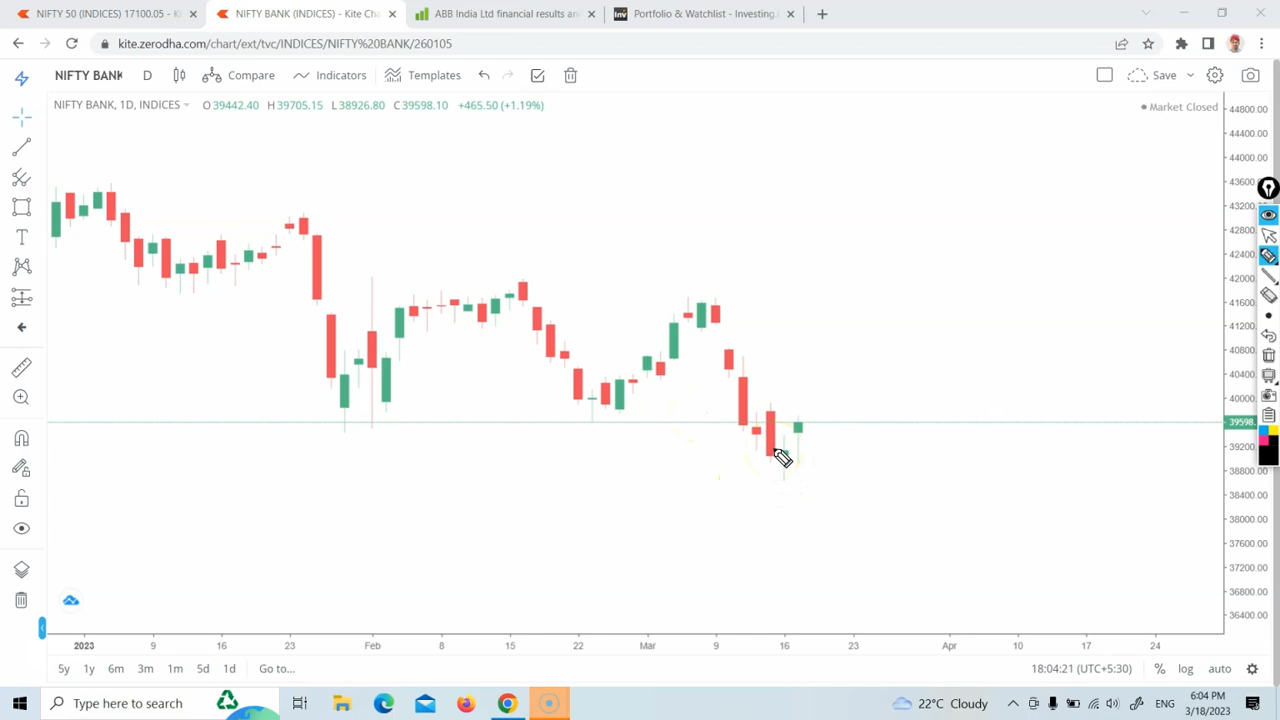 NIFTY 50 (INDICES) 17100.05 - Ki
NIFTY BANK (INDICES) - Kite Cha
ABB India Ltd financial results an
Portfolio & Watchlist - Investing.
kite.zerodha.com/chart/ext/tvc/INDICES/NIFTY%20BANK/260105
NIFTY BANK D Compare Indicators Templates Save
NIFTY BANK, 1D, INDICES O39442.40 H39705.15 L38926.80 C39598.10 +465.50 (+1.19%)
Market Closed
44800.00
44400.00
44000.00
43600.00
43200.00
42800.00
42400.00
42000.00
41600.00
41200.00
40800.00
40400.00
40000.00
39598.
39200.00
38800.00
38400.00
38000.00
37600.00
37200.00
36800.00
36400.00
2023 9 16 23 Feb 8 15 22 Mar 9 16 23 Apr 10 17 24
5y 1y 6m 3m 1m 5d 1d Go to... 18:04:21 (UTC+5:30) % log auto
Type here to search
22°C Cloudy
ENG
6:04 PM
3/18/2023